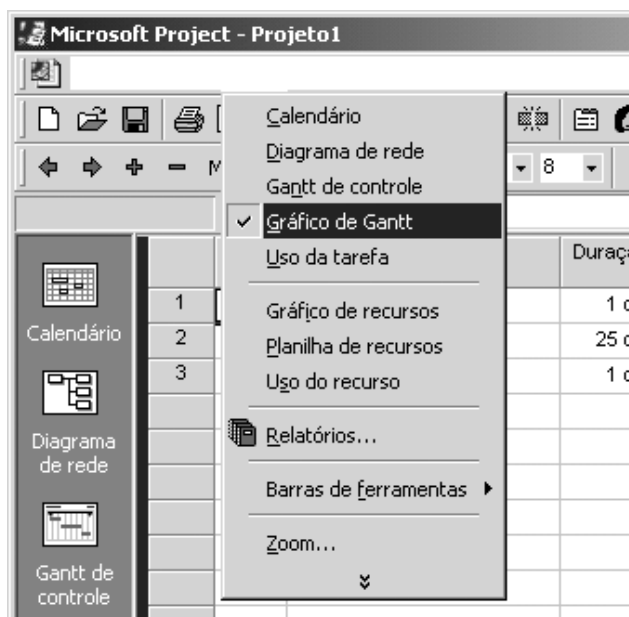 Microsoft Project - Projeto1
Calendário
Diagrama de rede
Gantt de controle
8
Gráfico de Gantt
Uso da tarefa
Duraçã
Gráfico de recursos
1
1 d
Calendário
2
Planilha de recursos
25 d
3
Uso do recurso
1 d
Relatórios...
Diagrama
de rede
Barras de ferramentas
Zoom...
Gantt de
controle